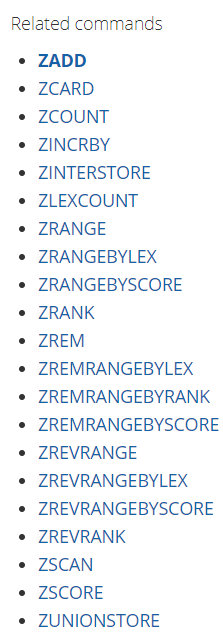 Related commands
ZADD
ZCARD
ZCOUNT
ZINCRBY
ZINTERSTORE
ZLEXCOUNT
ZRANGE
ZRANGEBYLEX
ZRANGEBYSCORE
ZRANK
ZREM
ZREMRANGEBYLEX
ZREMRANGEBYRANK
ZREMRANGEBYSCORE
ZREVRANGE
ZREVRANGEBYLEX
ZREVRANGEBYSCORE
ZREVRANK
ZSCAN
ZSCORE
ZUNIONSTORE